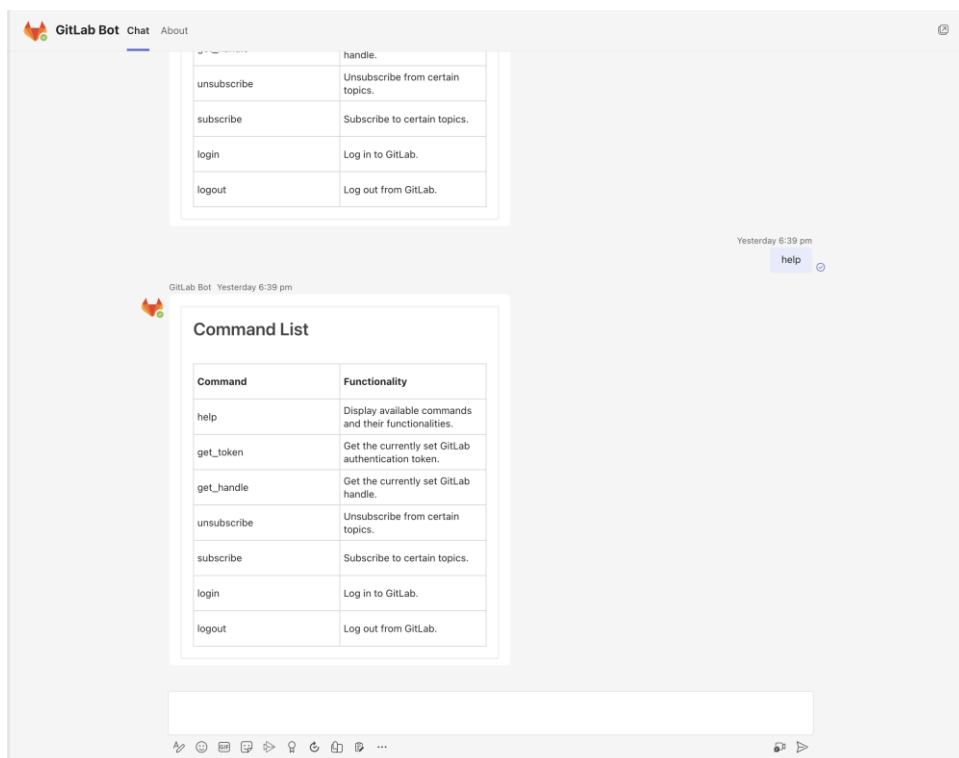 GitLab Bot Chat About
handle.
unsubscribe
Unsubscribe from certain
topics.
subscribe
Subscribe to certain topics.
login
Log in to GitLab.
logout
Log out from GitLab.
Yesterday 6:39 pm
help
GitLab Bot Yesterday 6:39 pm
Command List
Command
Functionality
help
Display available commands
and their functionalities.
get_token
Get the currently set GitLab
authentication token.
get_handle
Get the currently set GitLab
handle.
unsubscribe
Unsubscribe from certain
topics.
subscribe
Subscribe to certain topics.
login
Log in to GitLab.
logout
Log out from GitLab.
GIF